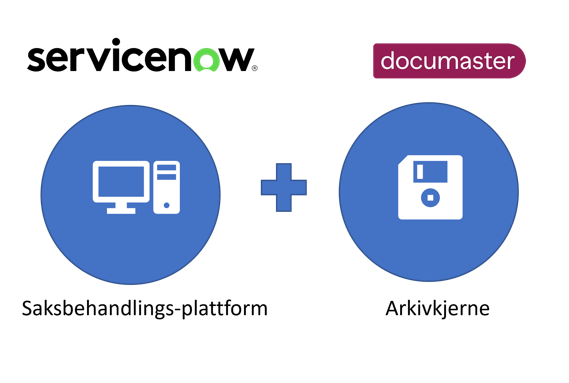 servicenow®
documaster
Saksbehandlings-plattform
Arkivkjerne